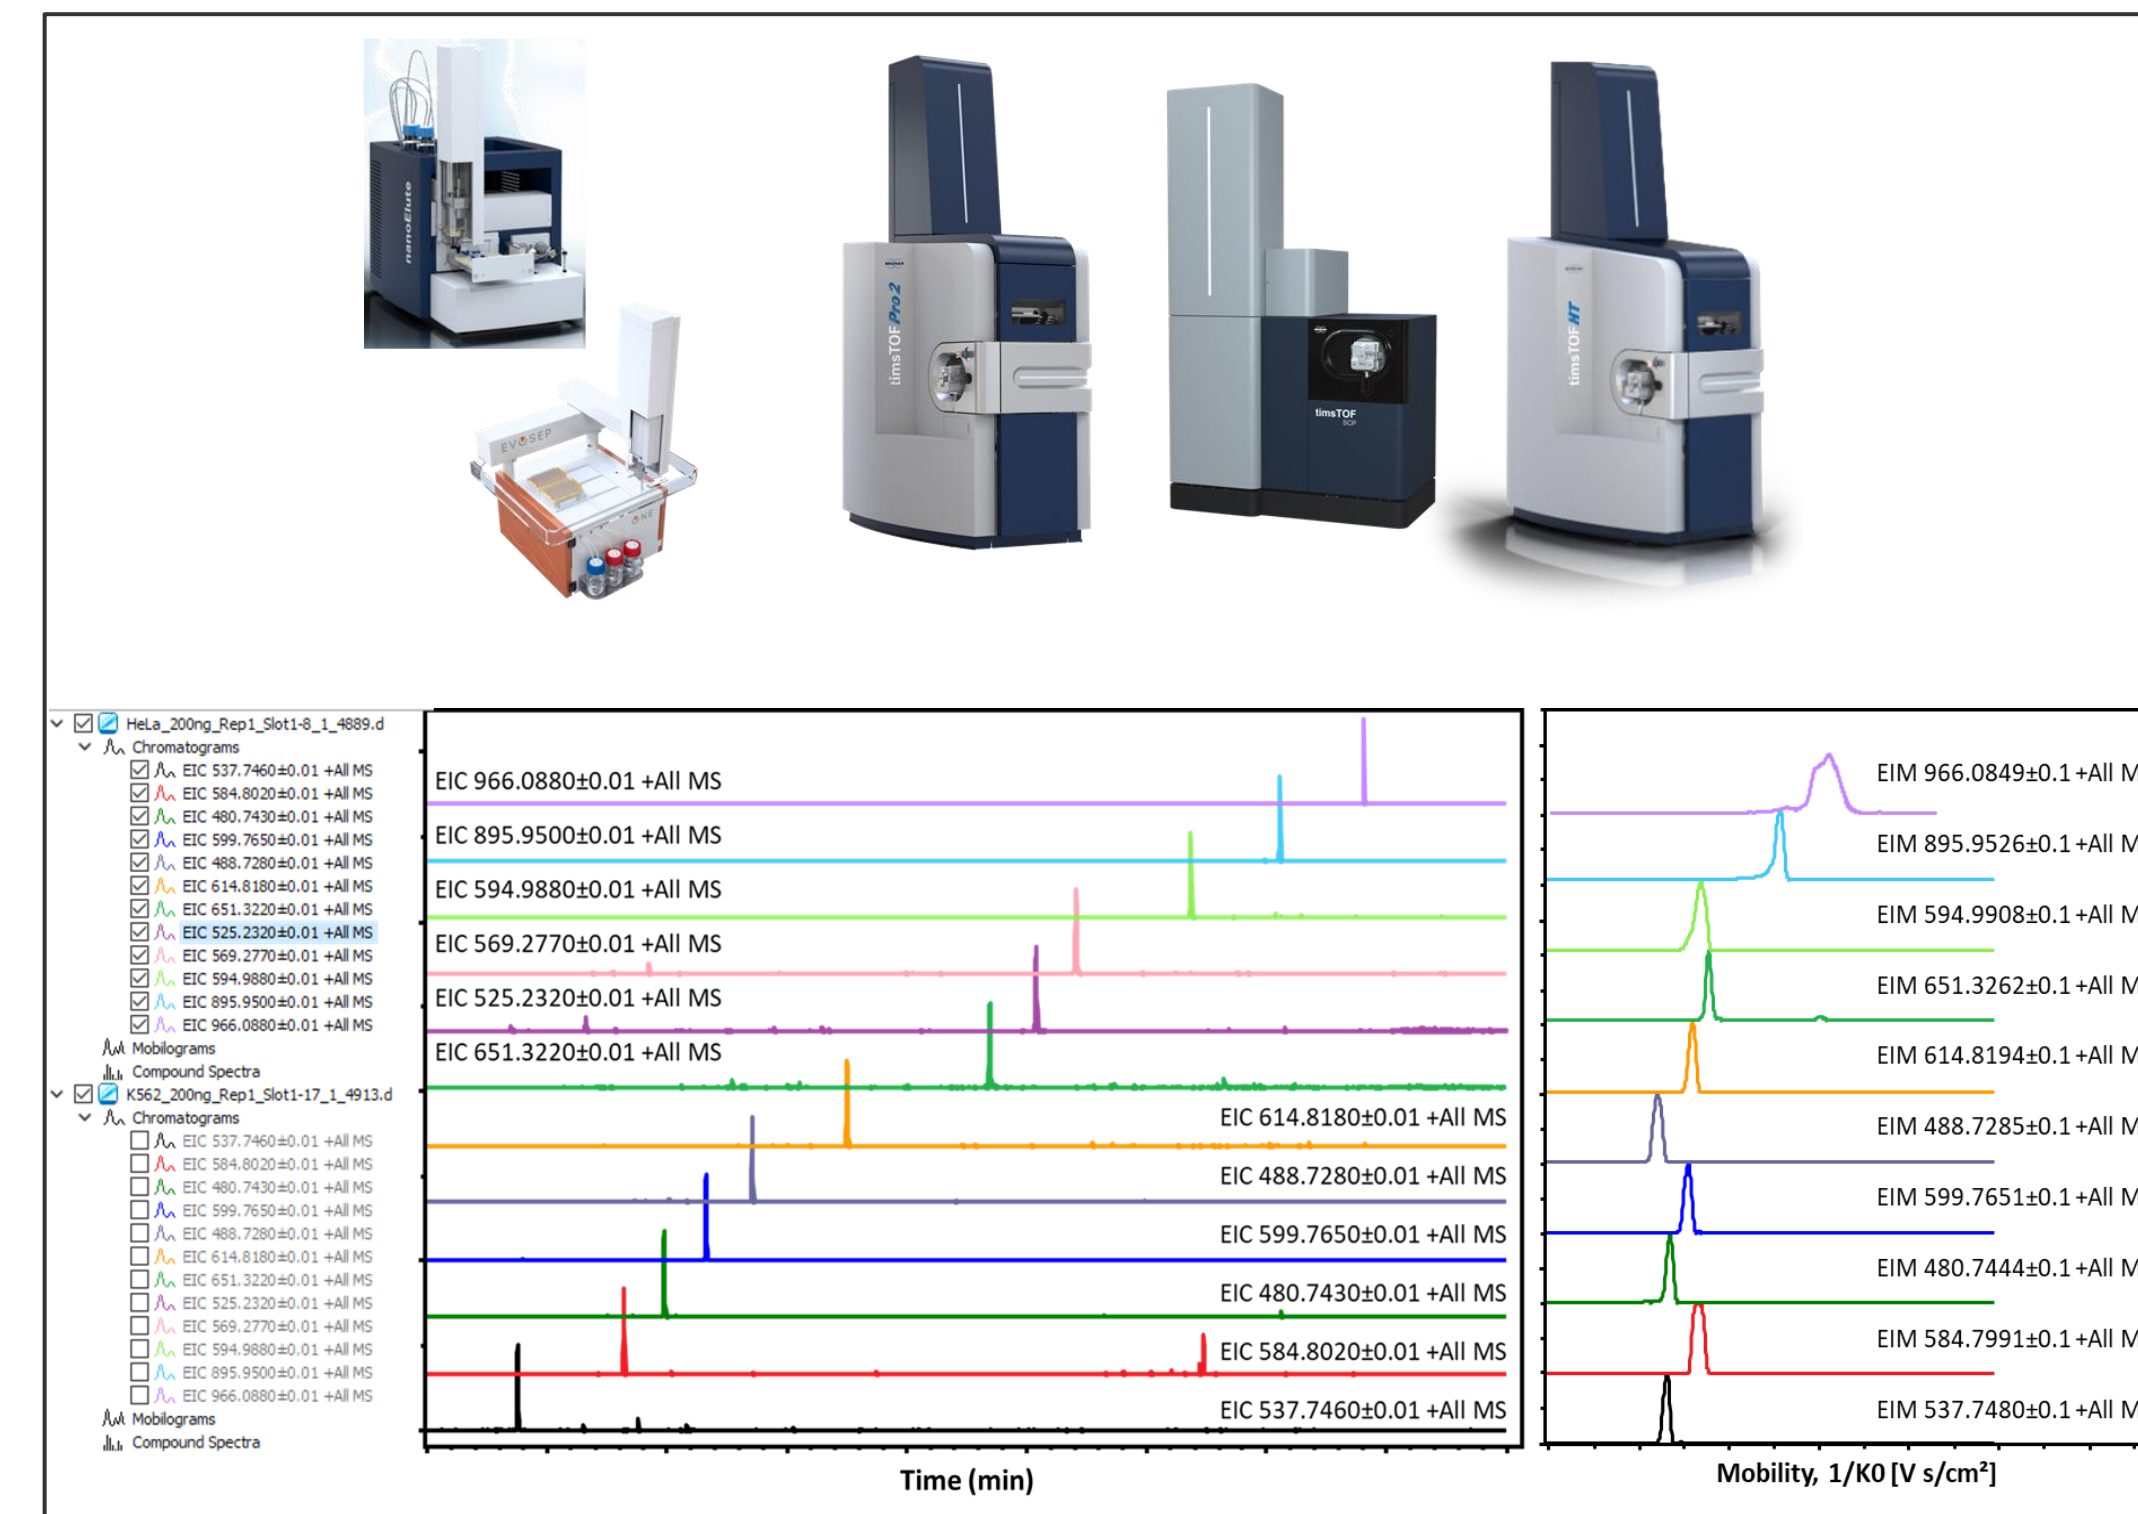 nanoElute
EVOSEP
ONE
timsTOF Pro 2
timsTOF
SCP
timsTOF HT
HeLa_200ng_Rep1_Slot1-8_1_4889.d
Chromatograms
EIC 537.7460±0.01 +All MS
EIC 584.8020±0.01 +All MS
EIC 480.7430±0.01 +All MS
EIC 599.7650±0.01 +All MS
EIC 488.7280±0.01 +All MS
EIC 614.8180±0.01 +All MS
EIC 651.3220±0.01 +All MS
EIC 525.2320±0.01 +All MS
EIC 569.2770±0.01 +All MS
EIC 594.9880±0.01 +All MS
EIC 895.9500±0.01 +All MS
EIC 966.0880±0.01 +All MS
Mobilograms
Compound Spectra
K562_200ng_Rep1_Slot1-17_1_4913.d
Chromatograms
EIC 537.7460±0.01 +All MS
EIC 584.8020±0.01 +All MS
EIC 480.7430±0.01 +All MS
EIC 599.7650±0.01 +All MS
EIC 488.7280±0.01 +All MS
EIC 614.8180±0.01 +All MS
EIC 651.3220±0.01 +All MS
EIC 525.2320±0.01 +All MS
EIC 569.2770±0.01 +All MS
EIC 594.9880±0.01 +All MS
EIC 895.9500±0.01 +All MS
EIC 966.0880±0.01 +All MS
Mobilograms
Compound Spectra
EIC 966.0880±0.01 +All MS
EIC 895.9500±0.01 +All MS
EIC 594.9880±0.01 +All MS
EIC 569.2770±0.01 +All MS
EIC 525.2320±0.01 +All MS
EIC 651.3220±0.01 +All MS
EIC 614.8180±0.01 +All MS
EIC 488.7280±0.01 +All MS
EIC 599.7650±0.01 +All MS
EIC 480.7430±0.01 +All MS
EIC 584.8020±0.01 +All MS
EIC 537.7460±0.01 +All MS
Time (min)
EIM 966.0849±0.1 +All M
EIM 895.9526±0.1 +All M
EIM 594.9908±0.1 +All M
EIM 651.3262±0.1 +All M
EIM 614.8194±0.1 +All M
EIM 488.7285±0.1 +All M
EIM 599.7651±0.1 +All M
EIM 480.7444±0.1 +All M
EIM 584.7991±0.1 +All M
EIM 537.7480±0.1 +All M
Mobility, 1/K0 [V s/cm²]